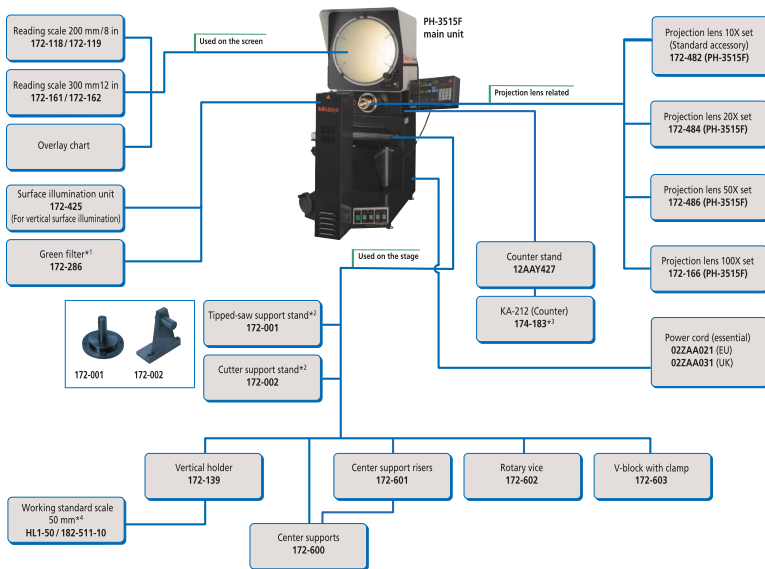 PH-3515F
main unit
Reading scale 200 mm/8 in
172-118/172-119
Used on the screen
Reading scale 300 mm12 in
172-161/172-162
Overlay chart
Mitutoyo
Surface illumination unit
172-425
(For vertical surface illumination)
Green filter*1
172-286
Projection lens related
Projection lens 10X set
(Standard accessory)
172-482 (PH-3515F)
Projection lens 20X set
172-484 (PH-3515F)
Projection lens 50X set
172-486 (PH-3515F)
Projection lens 100X set
172-166 (PH-3515F)
Used on the stage
Counter stand
12AAY427
KA-212 (Counter)
174-183*3
Power cord (essential)
02ZAA021 (EU)
02ZAA031 (UK)
Tipped-saw support stand*2
172-001
Cutter support stand*2
172-002
172-001
172-002
Vertical holder
172-139
Center support risers
172-601
Rotary vice
172-602
V-block with clamp
172-603
Working standard scale
50 mm*4
HL1-50/182-511-10
Center supports
172-600